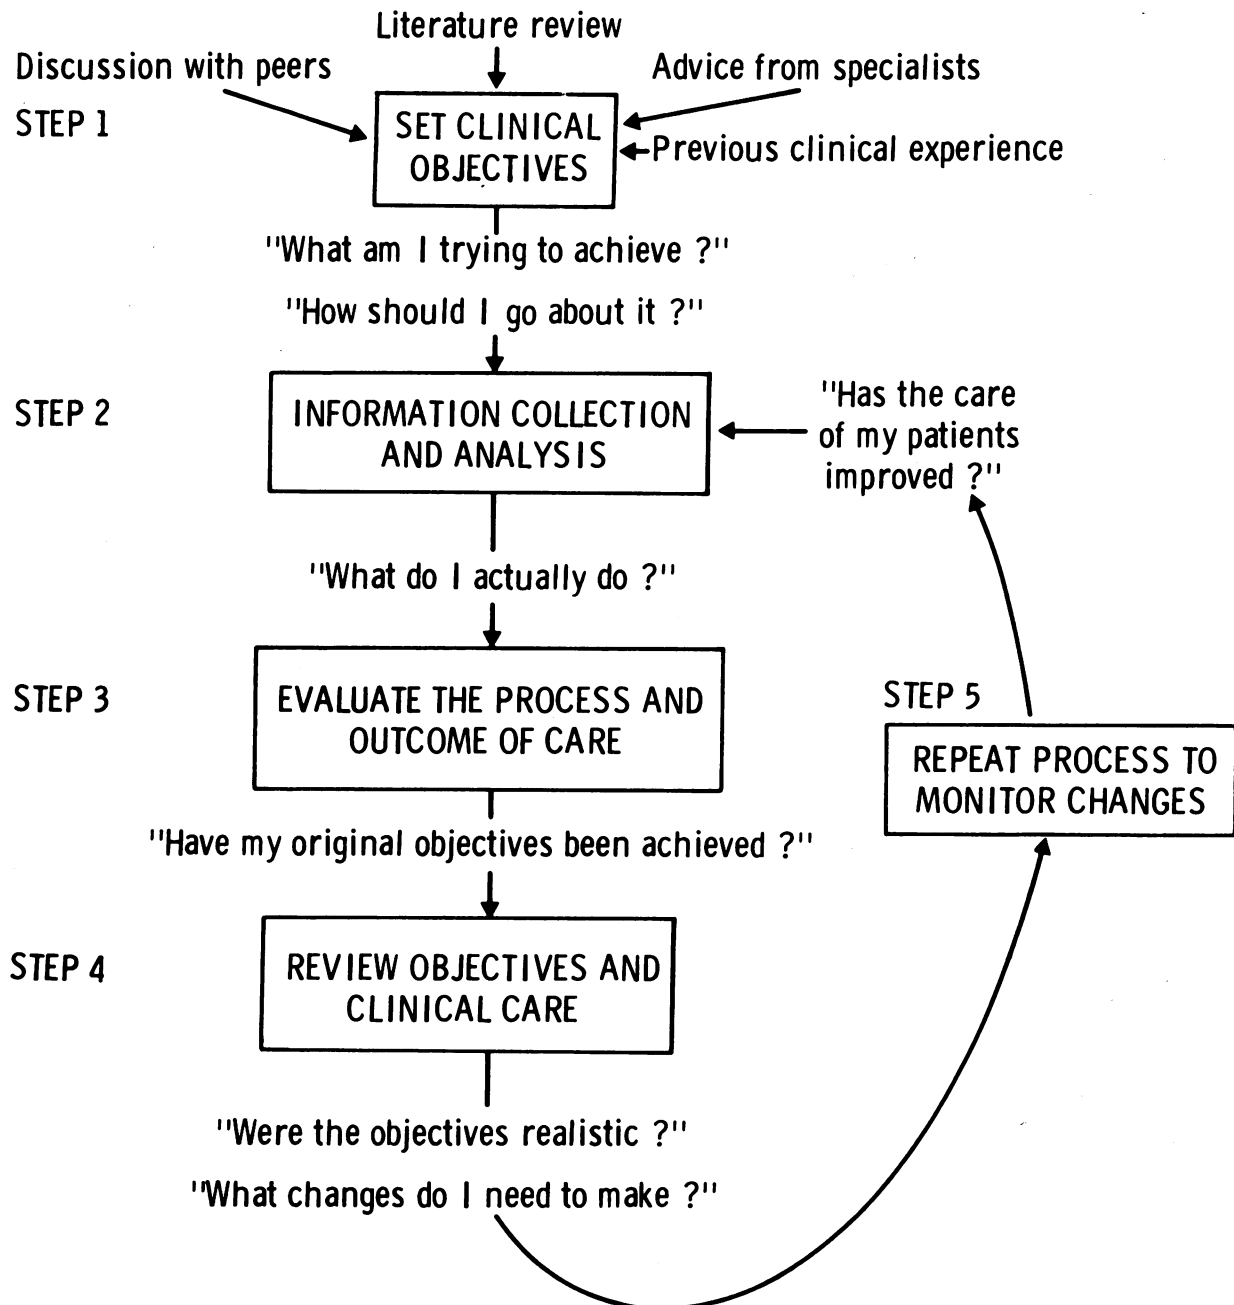 Literature review
Discussion with peers
Advice from specialists
STEP 1
SET CLINICAL
OBJECTIVES
Previous clinical experience
"What am I trying to achieve ?"
"How should I go about it ?"
STEP 2
INFORMATION COLLECTION
AND ANALYSIS
"Has the care
of my patients
improved ?"
"What do I actually do ?"
STEP 3
EVALUATE THE PROCESS AND
OUTCOME OF CARE
"Have my original objectives been achieved ?"
STEP 4
REVIEW OBJECTIVES AND
CLINICAL CARE
"Were the objectives realistic ?"
"What changes do I need to make ?"
STEP 5
REPEAT PROCESS TO
MONITOR CHANGES